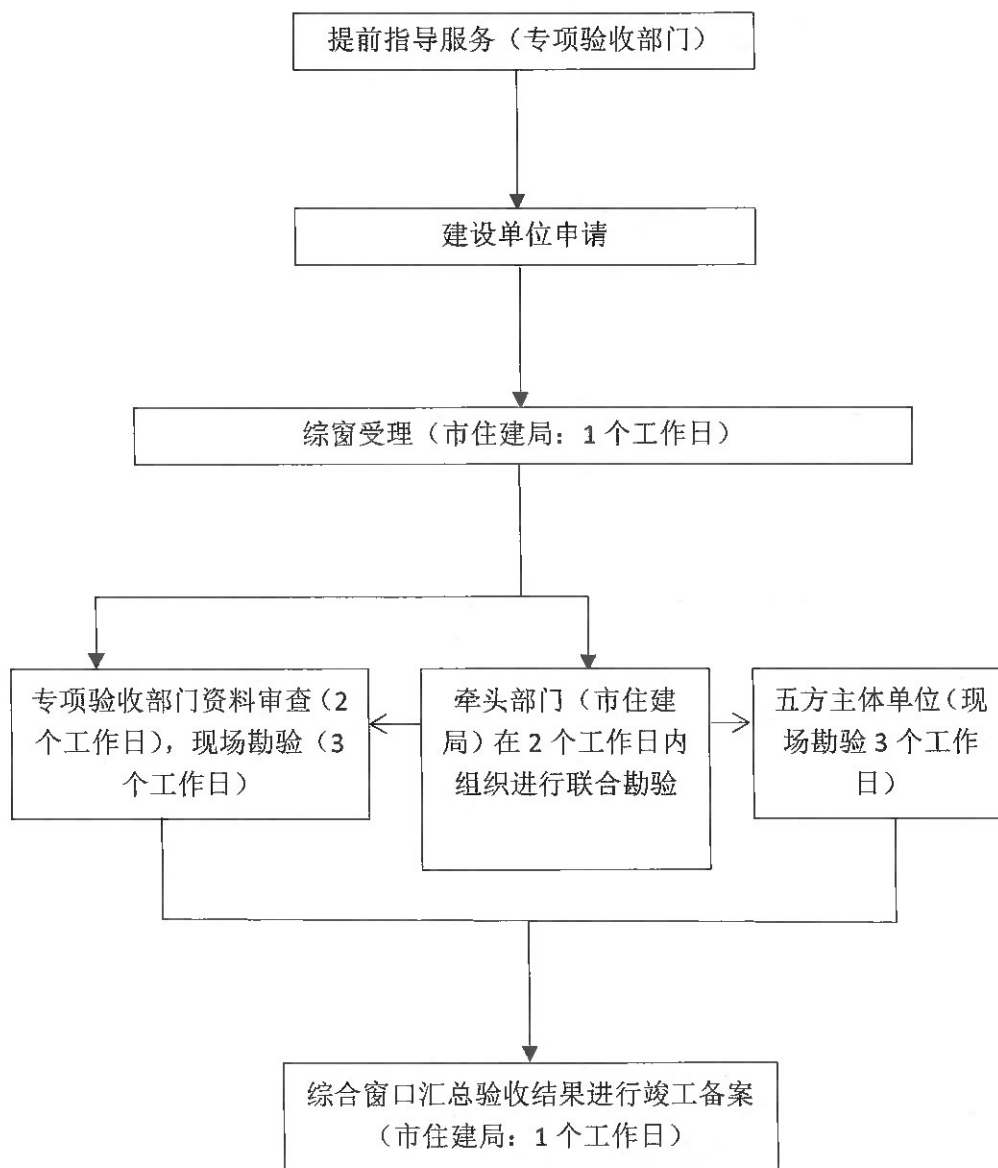 提前指导服务（专项验收部门）
建设单位申请
综窗受理（市住建局：1 个工作日）
专项验收部门资料审查（2
个工作日），现场勘验（3
个工作日）
牵头部门（市住建
局）在 2 个工作日内
组织进行联合勘验
五方主体单位（现
场勘验 3 个工作
日）
综合窗口汇总验收结果进行竣工备案
（市住建局：1 个工作日）